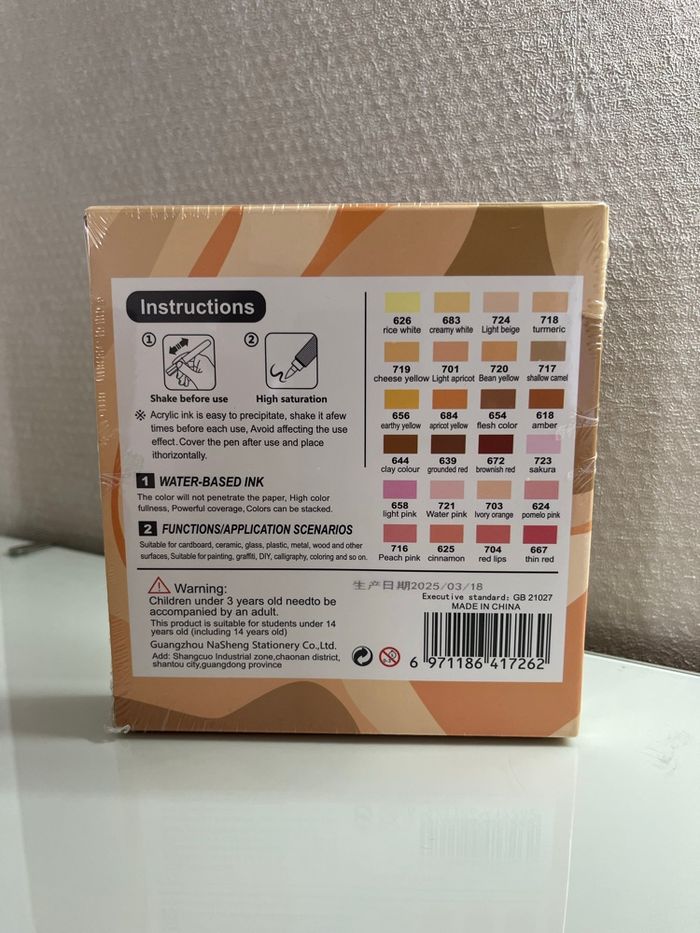 Instructions
1 2
Shake before use High saturation
※ Acrylic ink is easy to precipitate, shake it afew
times before each use, Avoid affecting the use
effect.Cover the pen after use and place
ithorizontally.
1 WATER-BASED INK
The color will not penetrate the paper, High color
fullness, Powerful coverage, Colors can be stacked.
2 FUNCTIONS/APPLICATION SCENARIOS
Suitable for cardboard, ceramic, glass, plastic, metal, wood and other
surfaces, Suitable for painting, graffiti, DIY, calligraphy, coloring and so on.
626 683 724 718
rice white creamy white Light beige turmeric
719 701 720 717
cheese yellow Light apricot Bean yellow shallow camel
656 684 654 618
earthy yellow apricot yellow flesh color amber
644 639 672 723
clay colour grounded red brownish red sakura
658 721 703 624
light pink Water pink Ivory orange pomelo pink
716 625 704 667
Peach pink cinnamon red lips thin red
Warning:
Children under 3 years old needto be
accompanied by an adult.
This product is suitable for students under 14
years old (including 14 years old)
Guangzhou NaSheng Stationery Co.,Ltd.
Add: Shangcuo Industrial zone,chaonan district,
shantou city,guangdong province
生产日期2025/03/18
Executive standard: GB 21027
MADE IN CHINA
0-3
6 971186 417262